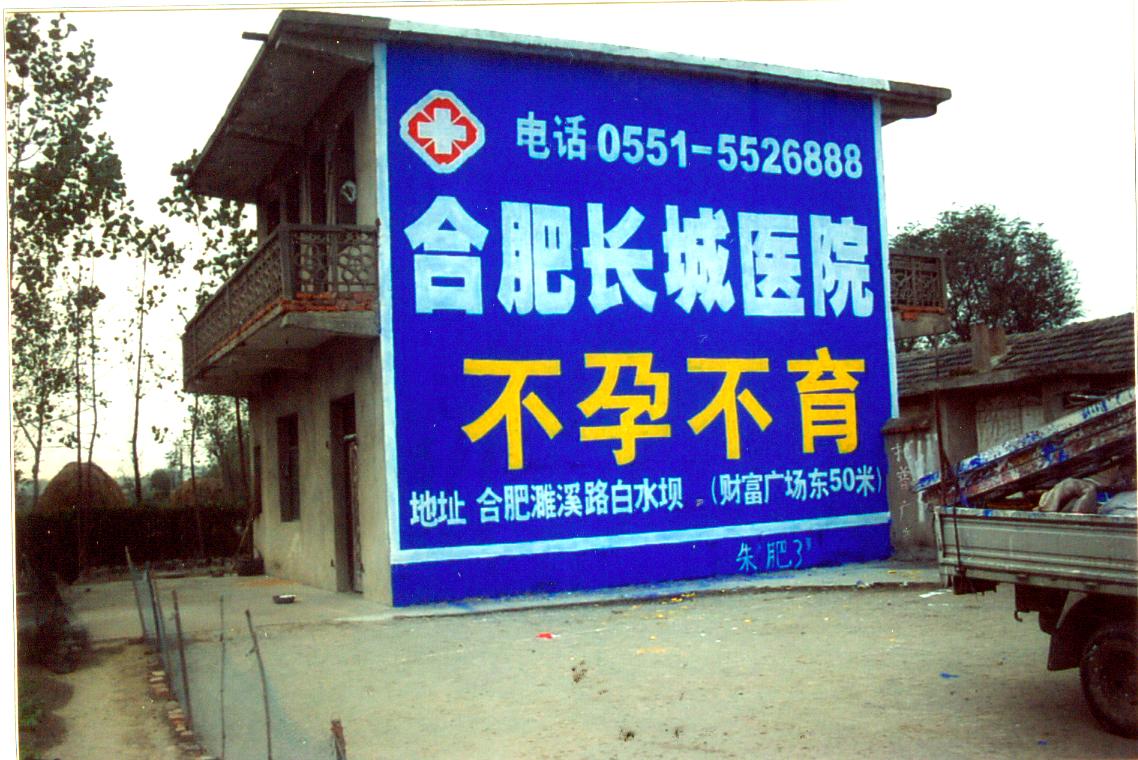 电话 0551-5526888
合肥长城医院
不孕不育
地址 合肥濉溪路白水坝 (财富广场东50米)
朱肥3